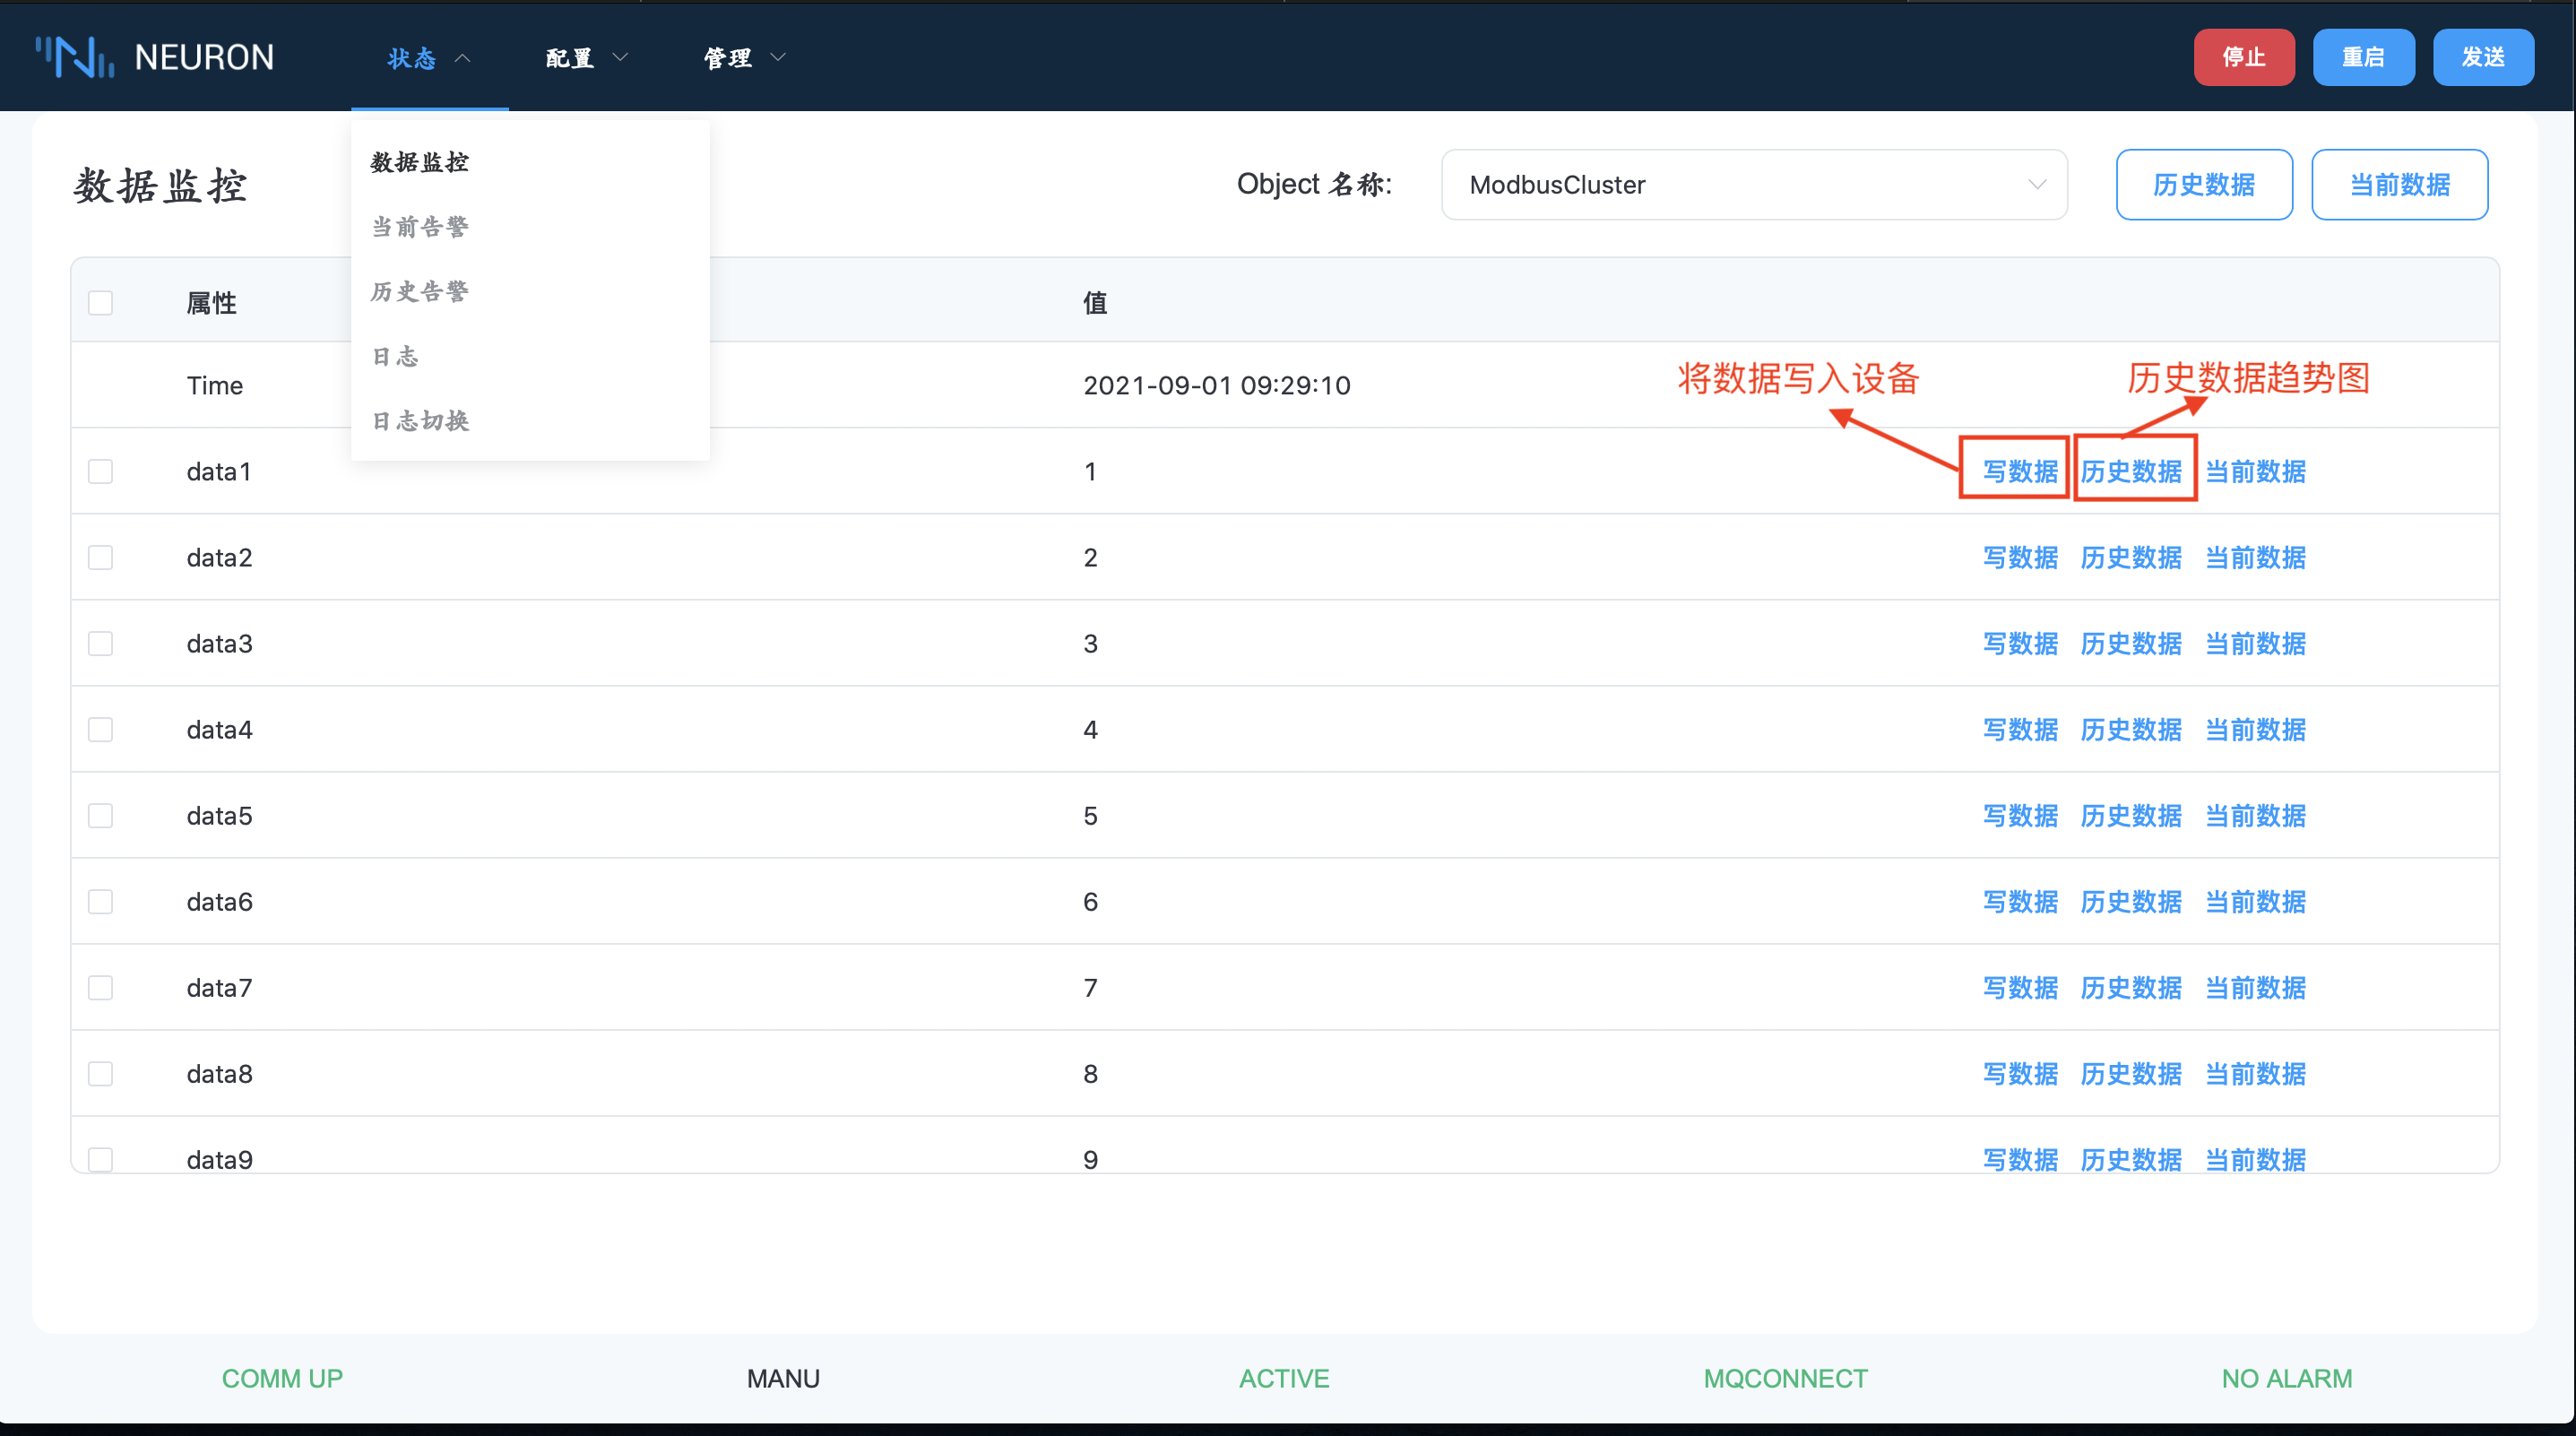 NEURON 状态 配置 管理 停止 重启 发送
数据监控
当前告警
历史告警
日志
日志切换
数据监控 Object 名称: ModbusCluster 历史数据 当前数据
属性 值
Time 2021-09-01 09:29:10
将数据写入设备 历史数据趋势图
data1 1 写数据 历史数据 当前数据
data2 2 写数据 历史数据 当前数据
data3 3 写数据 历史数据 当前数据
data4 4 写数据 历史数据 当前数据
data5 5 写数据 历史数据 当前数据
data6 6 写数据 历史数据 当前数据
data7 7 写数据 历史数据 当前数据
data8 8 写数据 历史数据 当前数据
data9 9 写数据 历史数据 当前数据
COMM UP MANU ACTIVE MQCONNECT NO ALARM